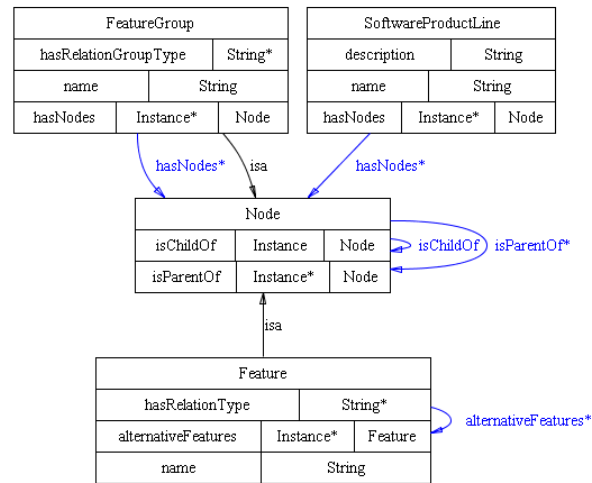 FeatureGroup
hasRelationGroupType String*
name String
hasNodes Instance* Node
SoftwareProductLine
description String
name String
hasNodes Instance* Node
hasNodes*
isa
hasNodes*
Node
isChildOf Instance Node
isParentOf Instance* Node
isChildOf
isParentOf*
isa
Feature
hasRelationType String*
alternativeFeatures Instance* Feature
name String
alternativeFeatures*